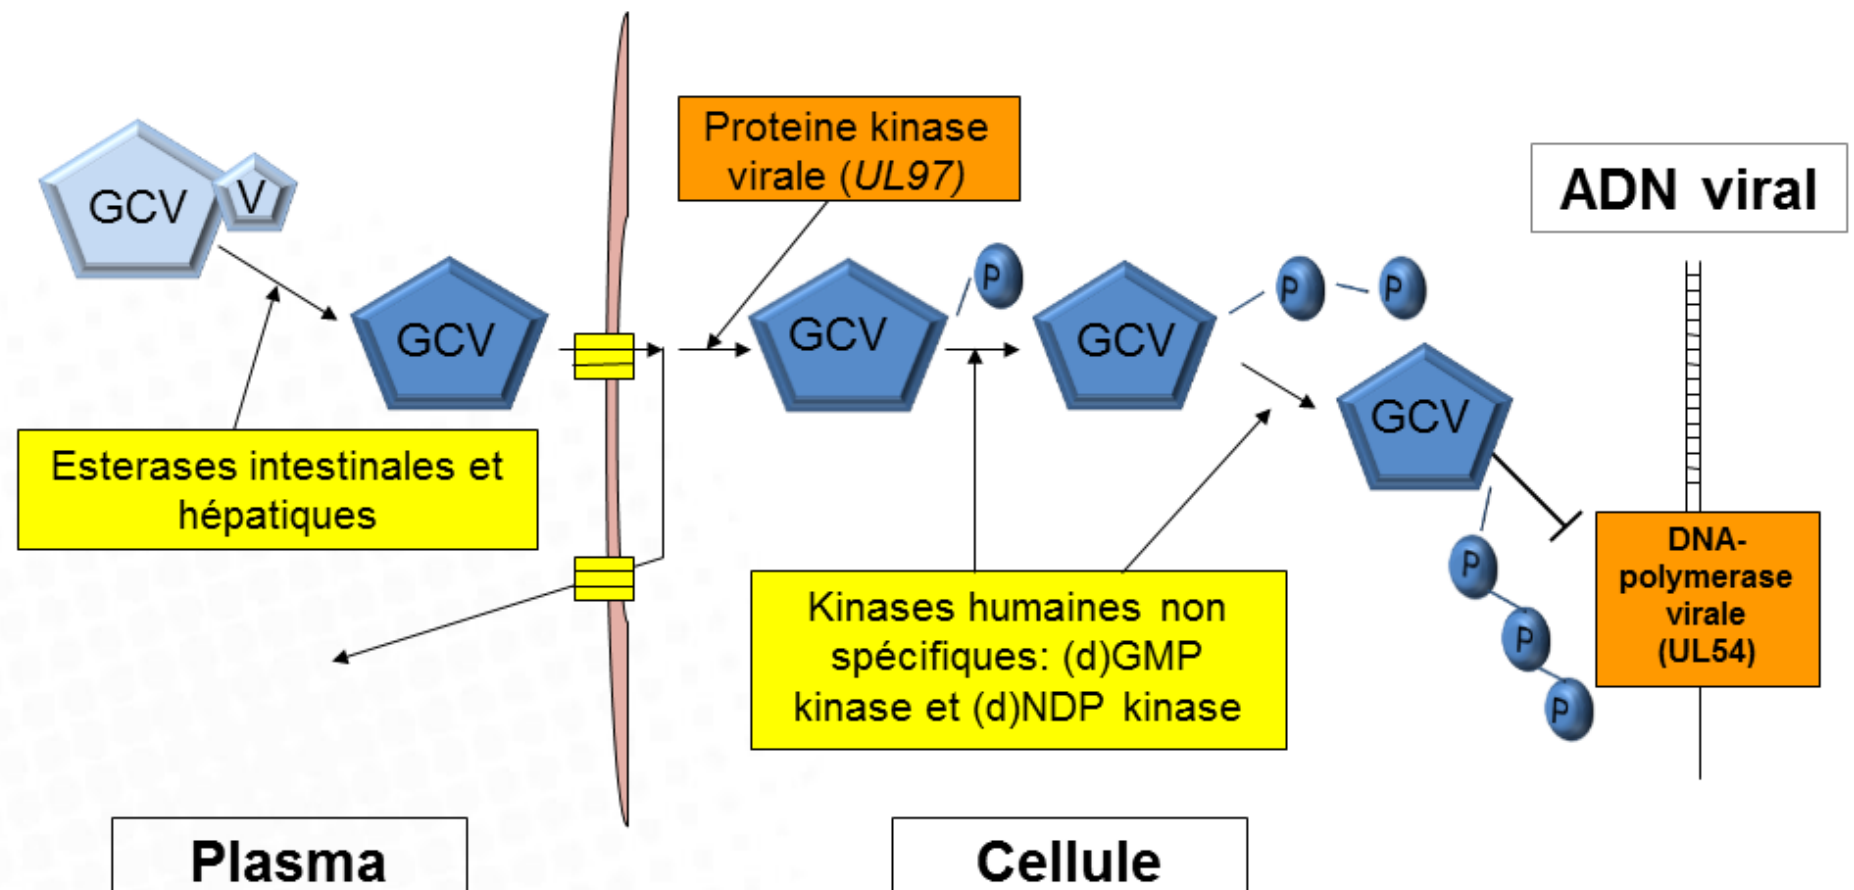 GCV
V
GCV
Esterases intestinales et
hépatiques
Proteine kinase
virale (UL97)
GCV
P
GCV
P
P
GCV
P
P
P
Kinases humaines non
spécifiques: (d)GMP
kinase et (d)NDP kinase
ADN viral
DNA-
polymerase
virale
(UL54)
Plasma
Cellule